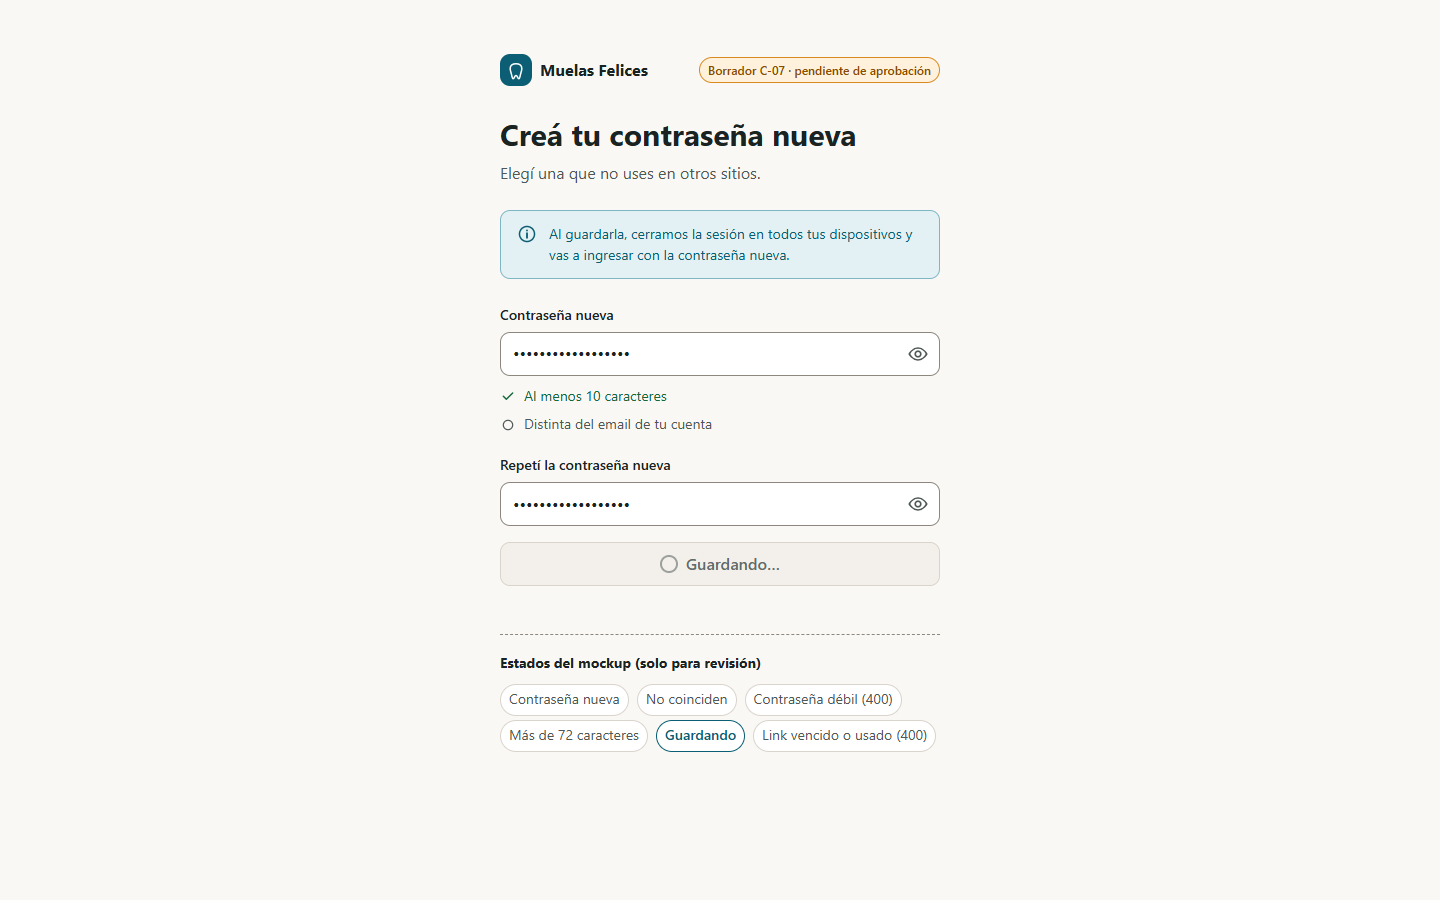 Muelas Felices
Borrador C-07 · pendiente de aprobación
Creá tu contraseña nueva
Elegí una que no uses en otros sitios.
Al guardarla, cerramos la sesión en todos tus dispositivos y
vas a ingresar con la contraseña nueva.
Contraseña nueva
••••••••••••••••••
Al menos 10 caracteres
Distinta del email de tu cuenta
Repetí la contraseña nueva
••••••••••••••••••
Guardando…
Estados del mockup (solo para revisión)
Contraseña nueva
No coinciden
Contraseña débil (400)
Más de 72 caracteres
Guardando
Link vencido o usado (400)